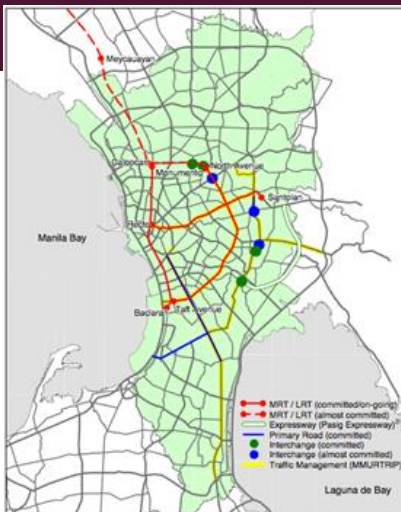 Meycauayan
Caloocan
Monumento
North Avenue
Santolan
Recto
Manila Bay
Taft Avenue
Baclara
MRT / LRT (committed/on-going)
MRT / LRT (almost committed)
Expressway (Pasig Expressway)
Primary Road (committed)
Interchange (committed)
Interchange (almost committed)
Traffic Management (MMURTRIP)
Laguna de Bay